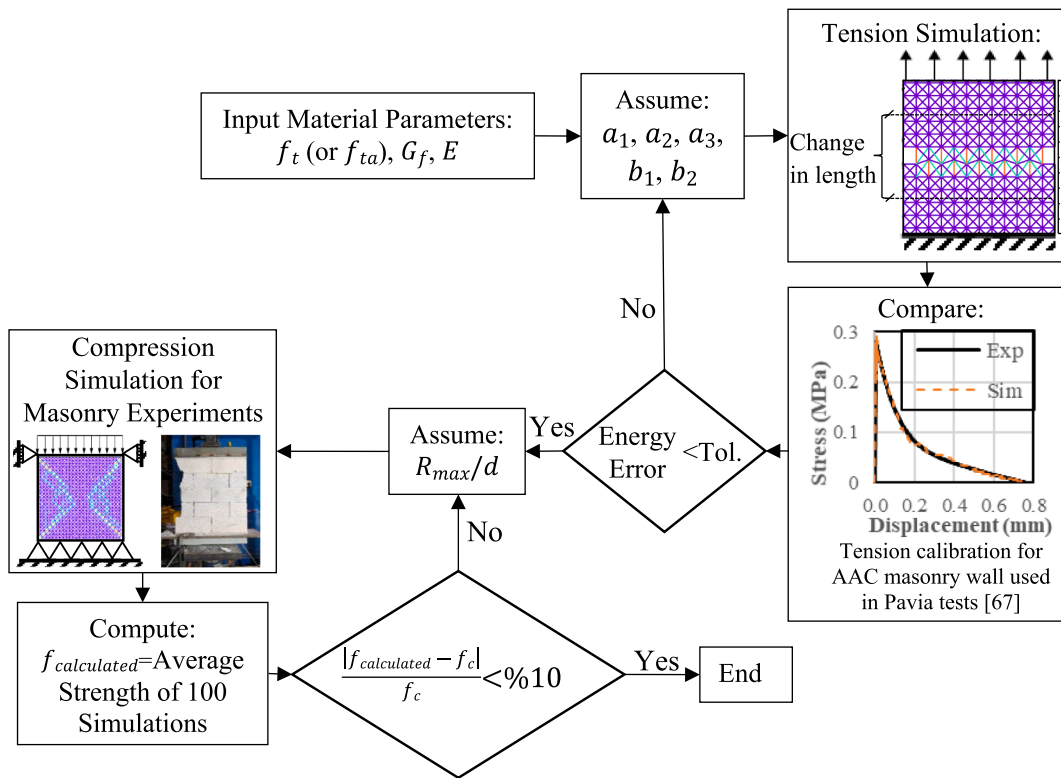 Input Material Parameters:
f_t (or f_{ta}), G_f, E
Assume:
a_1, a_2, a_3,
b_1, b_2
Tension Simulation:
Change
in length
Compare:
0.3
0.2
0.1
0
Stress (MPa)
Exp
Sim
0.0 0.2 0.4 0.6 0.8
Displacement (mm)
Tension calibration for
AAC masonry wall used
in Pavia tests [67]
Energy
Error
<Tol.
No
Yes
Assume:
R_{max}/d
Compression
Simulation for
Masonry Experiments
Compute:
f_{calculated}=Average
Strength of 100
Simulations
|f_{calculated} − f_c|
f_c
<%10
No
Yes
End